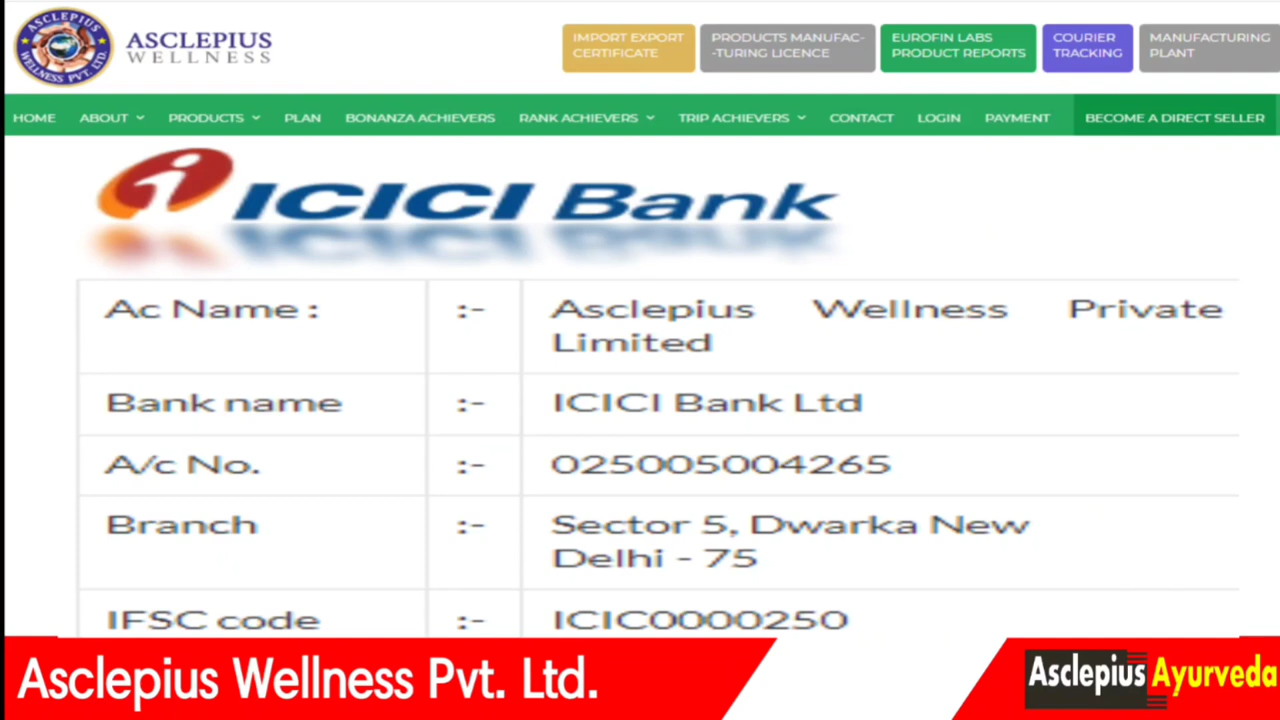 ASCLEPIUS
WELLNESS PVT. LTD.
ASCLEPIUS
WELLNESS
IMPORT EXPORT
CERTIFICATE
PRODUCTS MANUFAC-
-TURING LICENCE
EUROFIN LABS
PRODUCT REPORTS
COURIER
TRACKING
MANUFACTURING
PLANT
HOME ABOUT PRODUCTS PLAN BONANZA ACHIEVERS RANK ACHIEVERS TRIP ACHIEVERS CONTACT LOGIN PAYMENT BECOME A DIRECT SELLER
ICICI Bank
Ac Name : :- Asclepius Wellness Private
Limited
Bank name :- ICICI Bank Ltd
A/c No. :- 025005004265
Branch :- Sector 5, Dwarka New
Delhi - 75
IFSC code :- ICIC0000250
Asclepius Wellness Pvt. Ltd.
Asclepius Ayurveda